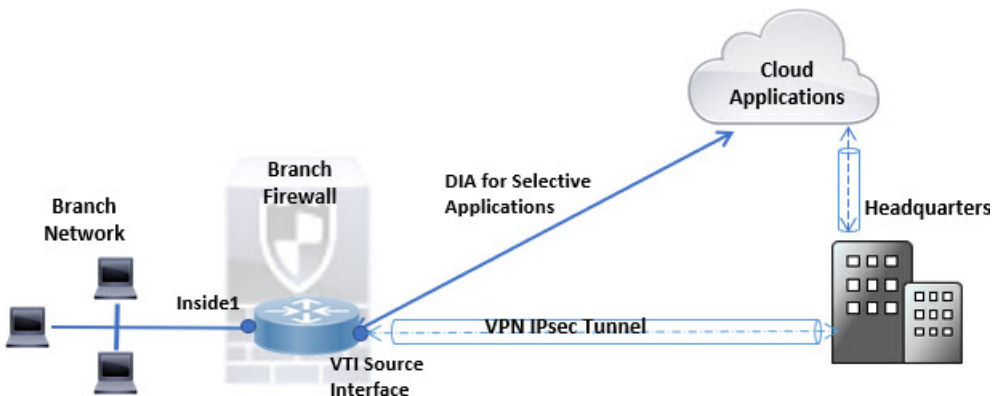 Cloud
Applications
Branch
Firewall
DIA for Selective
Applications
Branch
Network
Headquarters
Inside1
VPN IPsec Tunnel
VTI Source
Interface